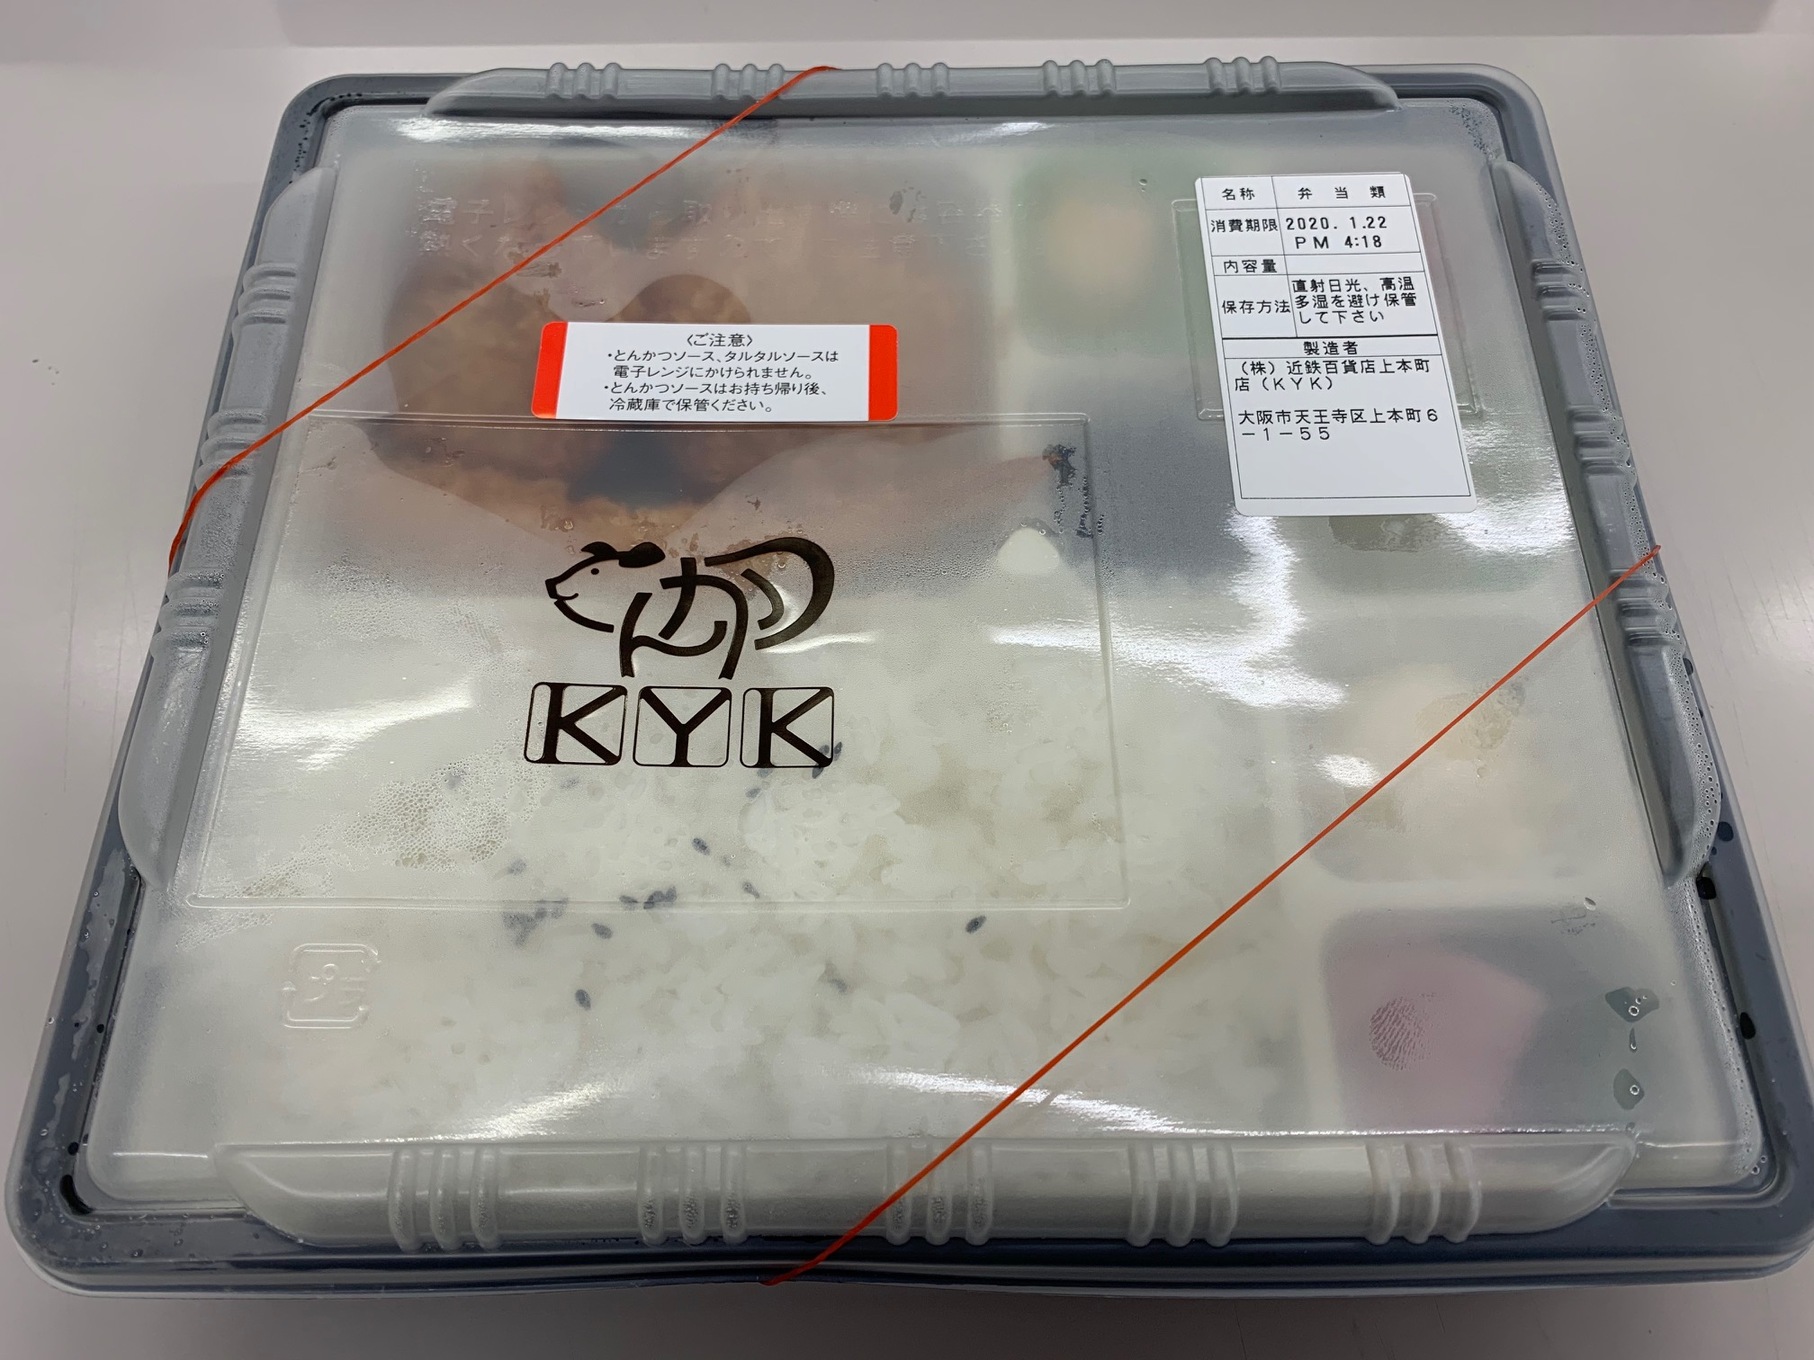 名称 弁当類
消費期限 2020. 1.22
PM 4:18
内容量
保存方法 直射日光、高温
多湿を避け保管
して下さい
製造者
(株)近鉄百貨店上本町
店(KYK)
大阪市天王寺区上本町6
-1-55
〈ご注意〉
・とんかつソース、タルタルソースは
電子レンジにかけられません。
・とんかつソースはお持ち帰り後、
冷蔵庫で保管ください。
とんかつ
KYK